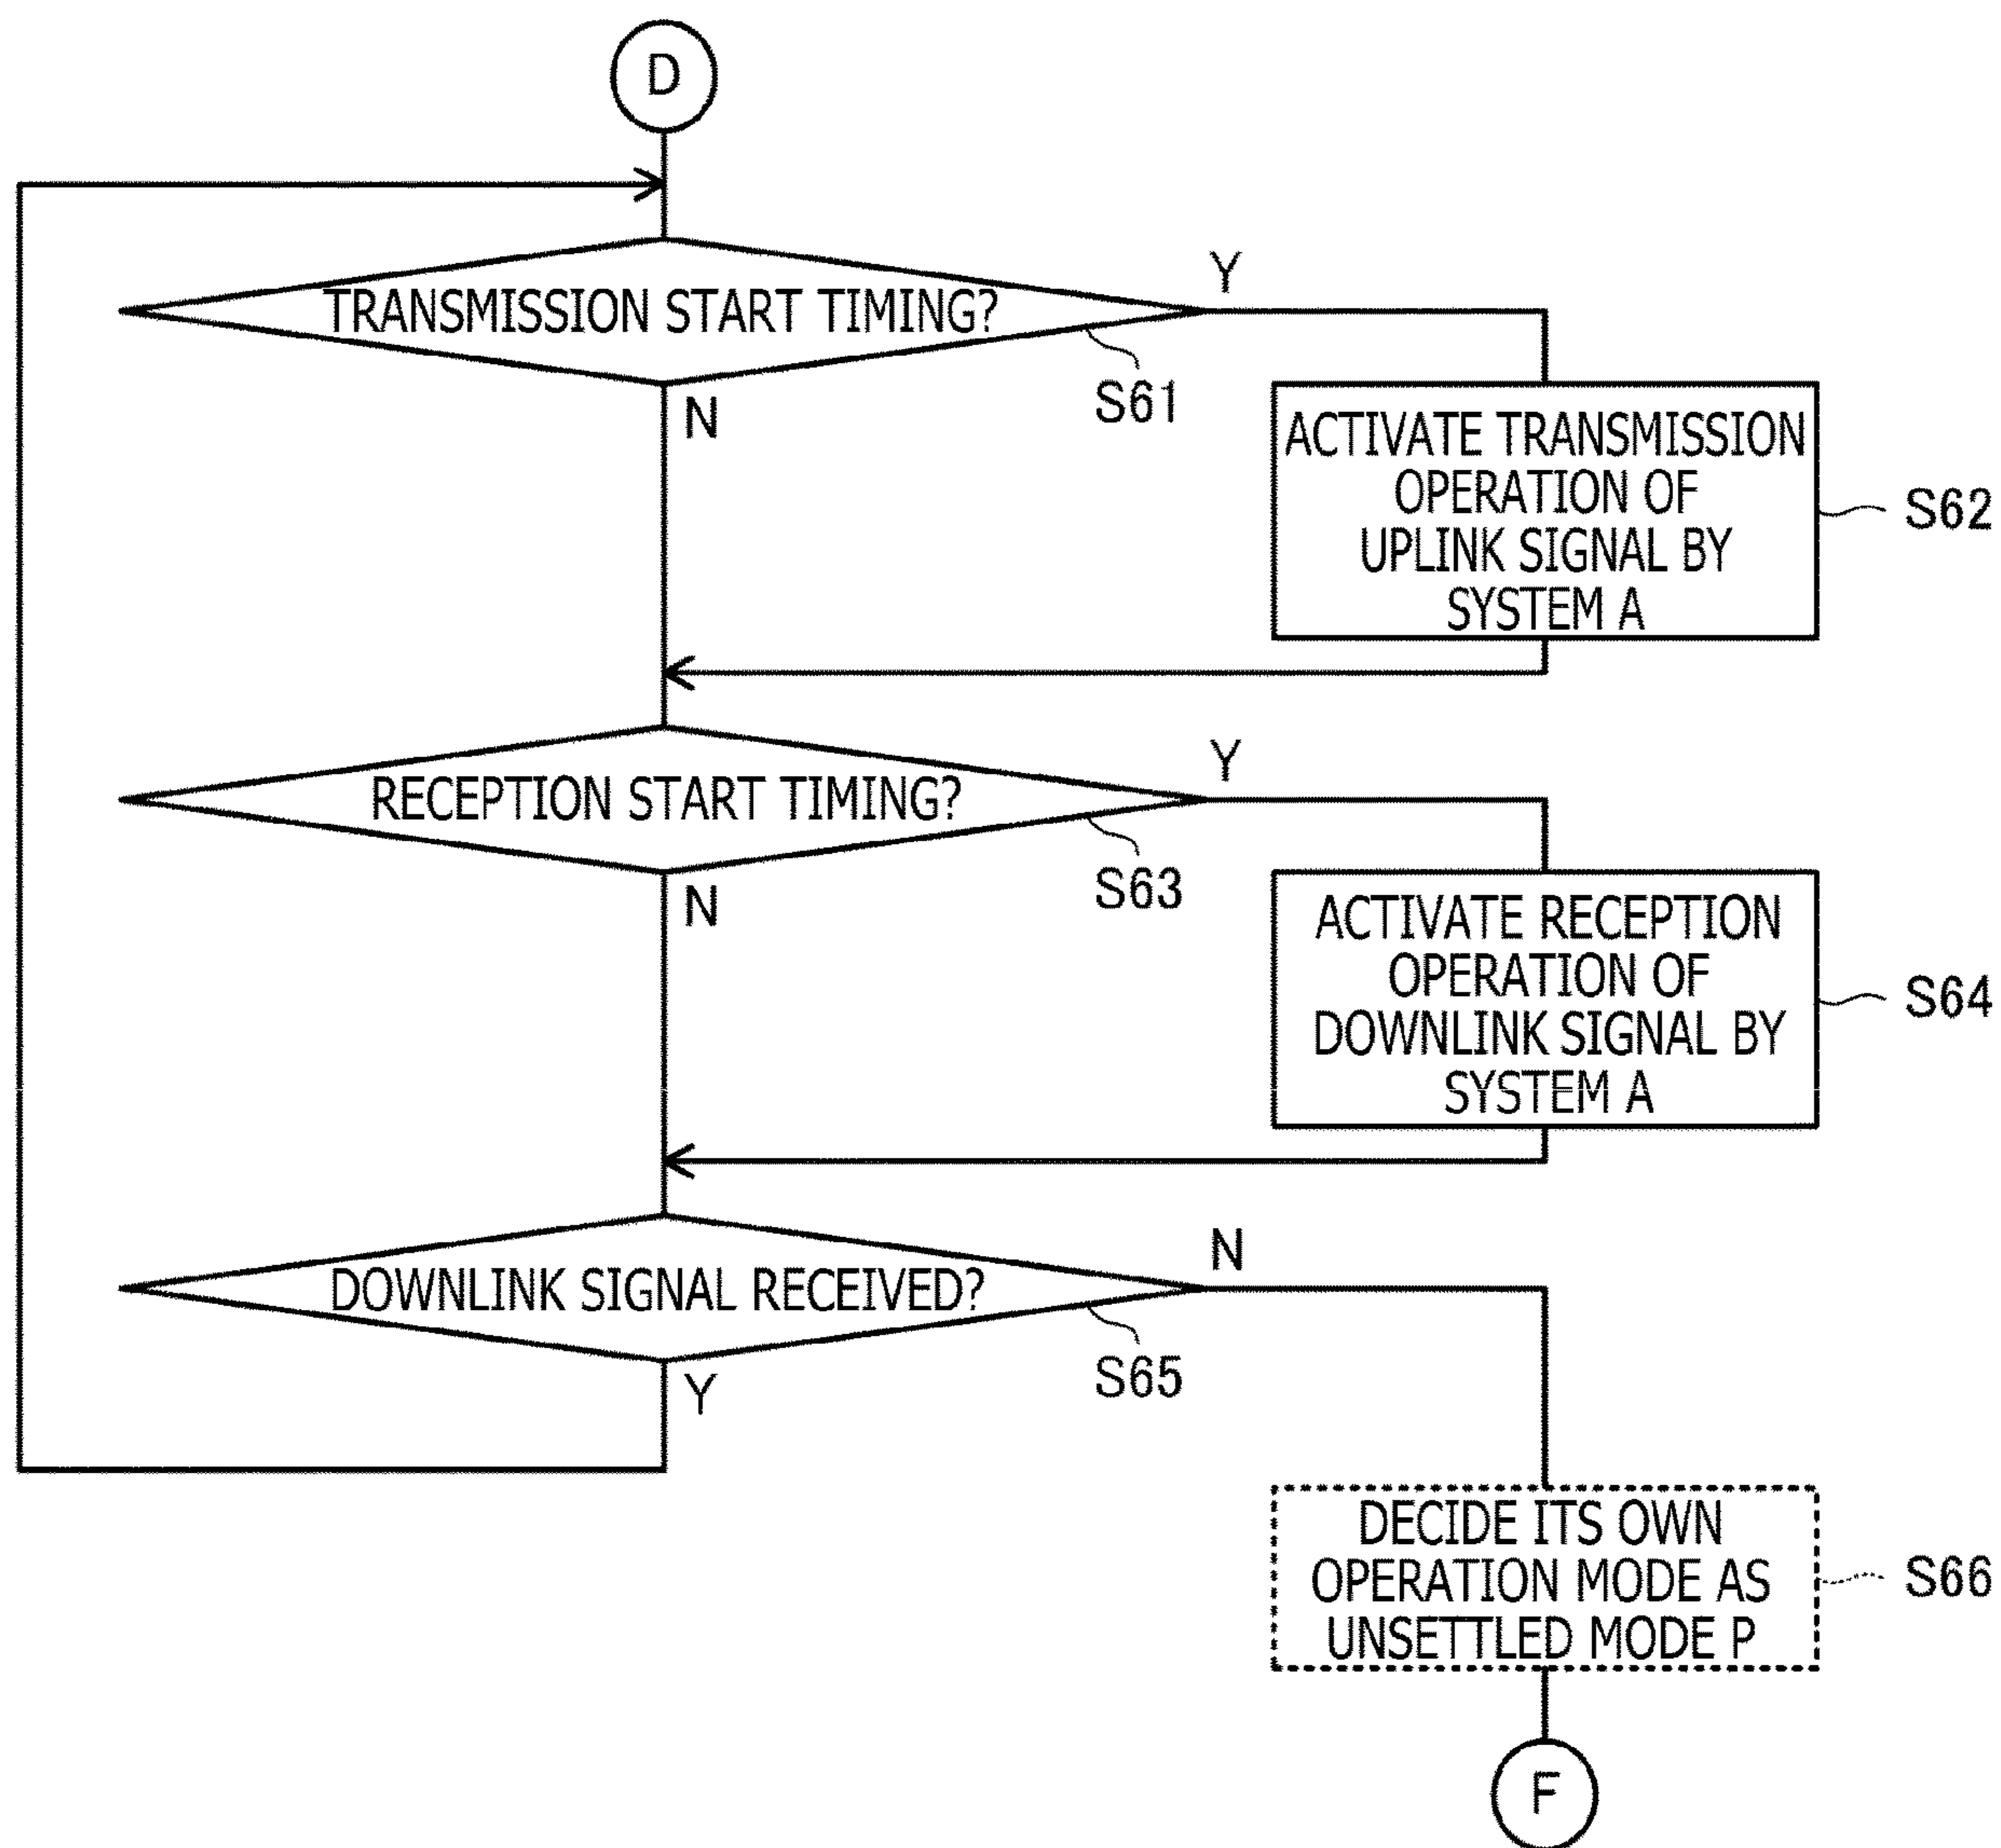 D
TRANSMISSION START TIMING?
Y
S61
N
ACTIVATE TRANSMISSION
OPERATION OF
UPLINK SIGNAL BY
SYSTEM A
S62
RECEPTION START TIMING?
Y
S63
N
ACTIVATE RECEPTION
OPERATION OF
DOWNLINK SIGNAL BY
SYSTEM A
S64
DOWNLINK SIGNAL RECEIVED?
N
S65
Y
DECIDE ITS OWN
OPERATION MODE AS
UNSETTLED MODE P
S66
F